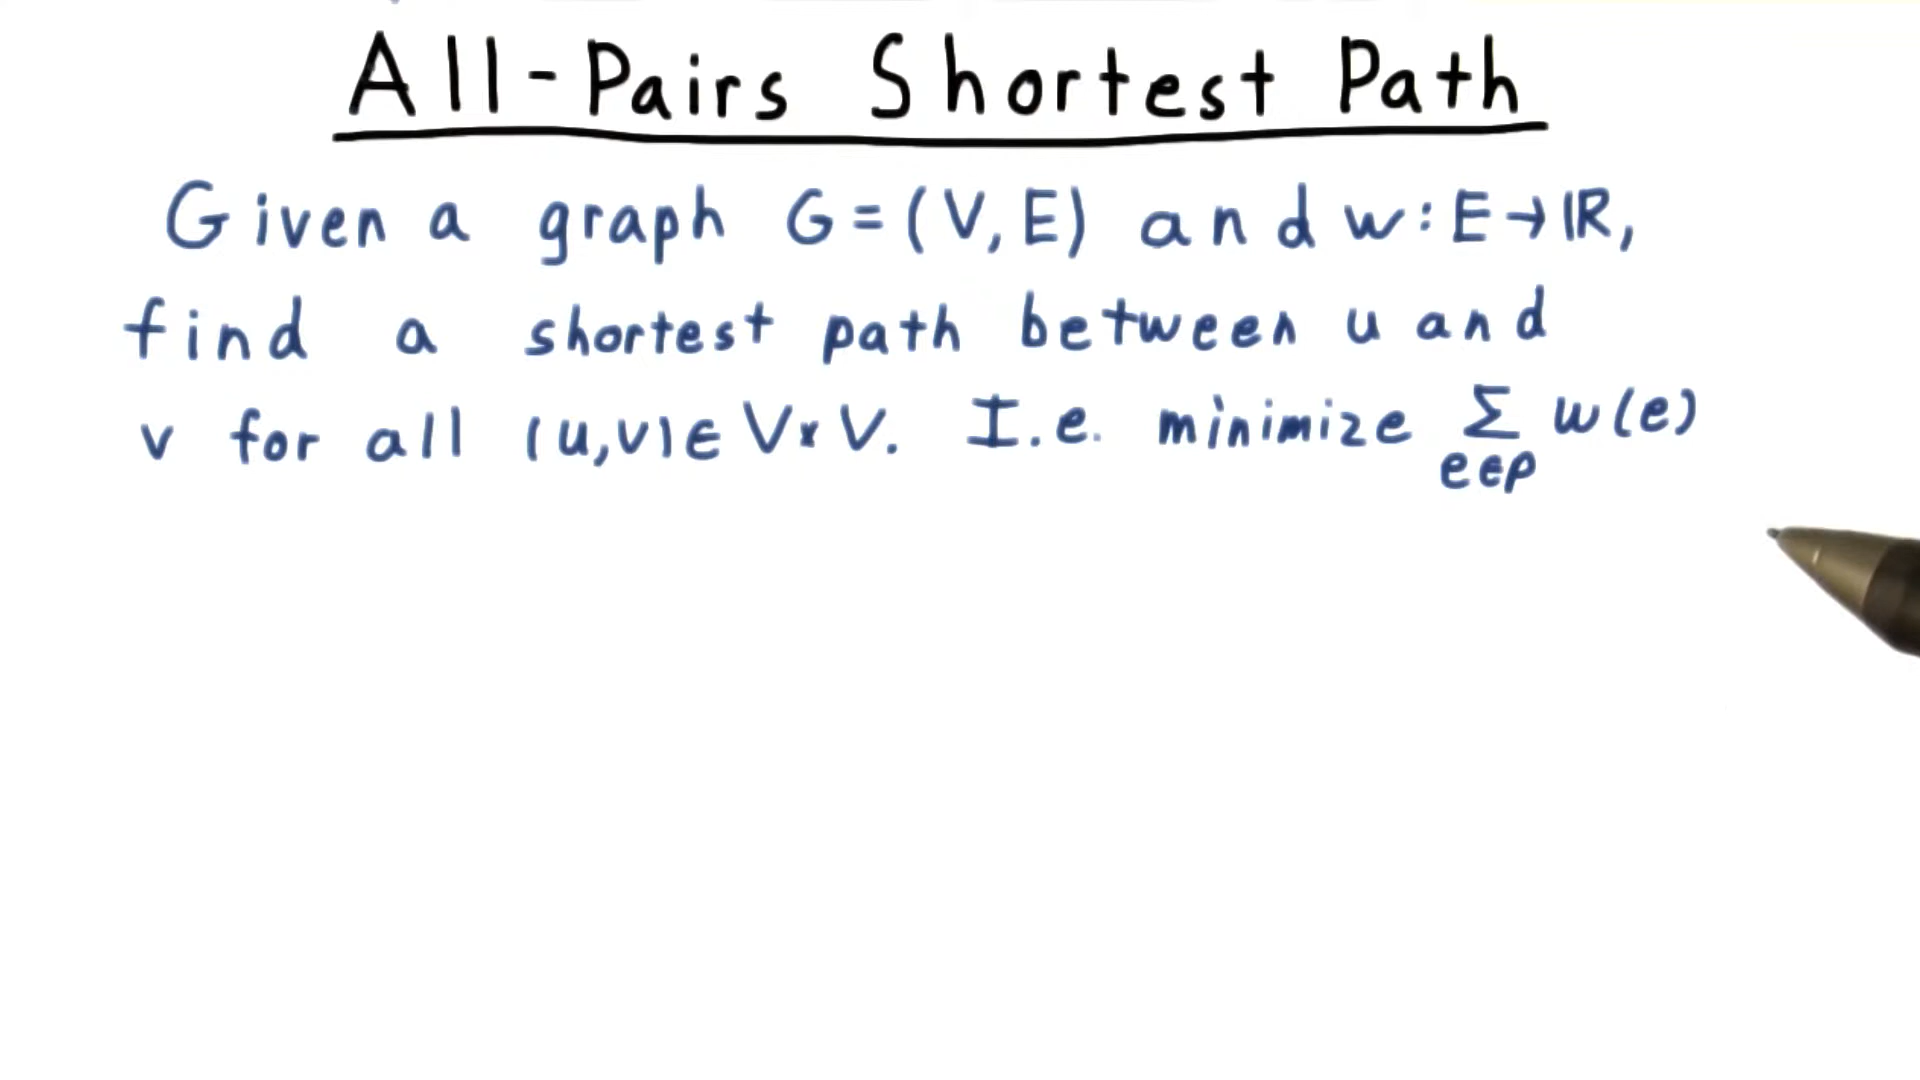 All-Pairs Shortest Path
Given a graph G=(V,E) and w:E→ℝ,
find a shortest path between u and
v for all (u,v)∈V×V. I.e. minimize Σ w(e)
e∈p